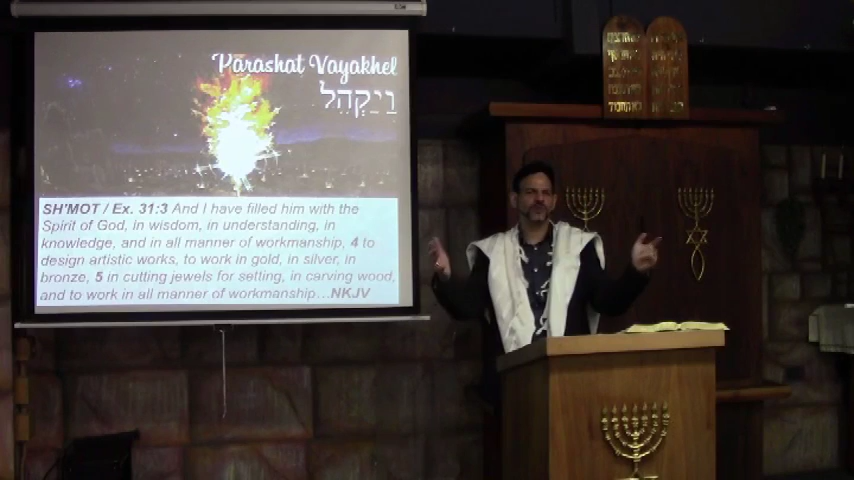 Parashat Vayakhel
וַיַּקְהֵל
SH'MOT / Ex. 31:3 And I have filled him with the
Spirit of God, in wisdom, in understanding, in
knowledge, and in all manner of workmanship, 4 to
design artistic works, to work in gold, in silver, in
bronze, 5 in cutting jewels for setting, in carving wood,
and to work in all manner of workmanship…NKJV